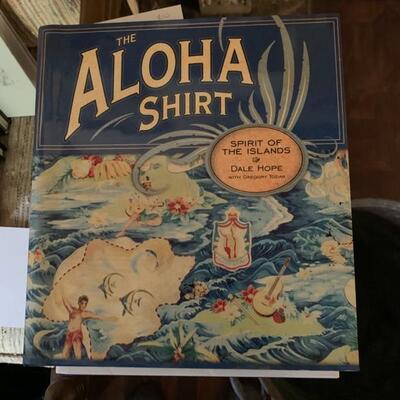 THE
ALOHA
SHIRT
SPIRIT OF
THE ISLANDS
DALE HOPE
WITH GREGORY TOZIAN